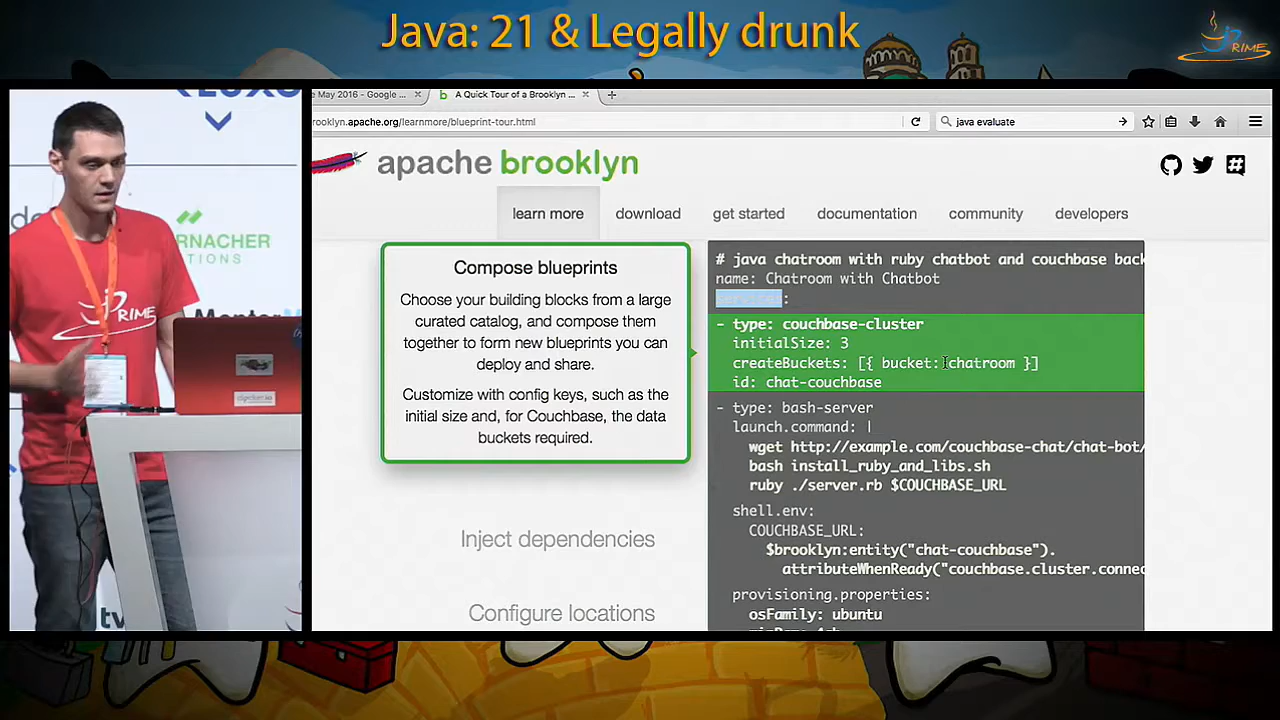 Java: 21 & Legally drunk
PRIME
e May 2016 - Google ...
A Quick Tour of a Brooklyn ...
rooklyn.apache.org/learnmore/blueprint-tour.html
java evaluate
apache brooklyn
learn more
download
get started
documentation
community
developers
Compose blueprints
Choose your building blocks from a large
curated catalog, and compose them
together to form new blueprints you can
deploy and share.
Customize with config keys, such as the
initial size and, for Couchbase, the data
buckets required.
Inject dependencies
Configure locations
# java chatroom with ruby chatbot and couchbase back
name: Chatroom with Chatbot
services:
- type: couchbase-cluster
initialSize: 3
createBuckets: [{ bucket: chatroom }]
id: chat-couchbase
- type: bash-server
launch.command: |
wget http://example.com/couchbase-chat/chat-bot/
bash install_ruby_and_libs.sh
ruby ./server.rb $COUCHBASE_URL
shell.env:
COUCHBASE_URL:
$brooklyn:entity("chat-couchbase").
attributeWhenReady("couchbase.cluster.connec
provisioning.properties:
osFamily: ubuntu
RNACHER
TIONS
PRIME